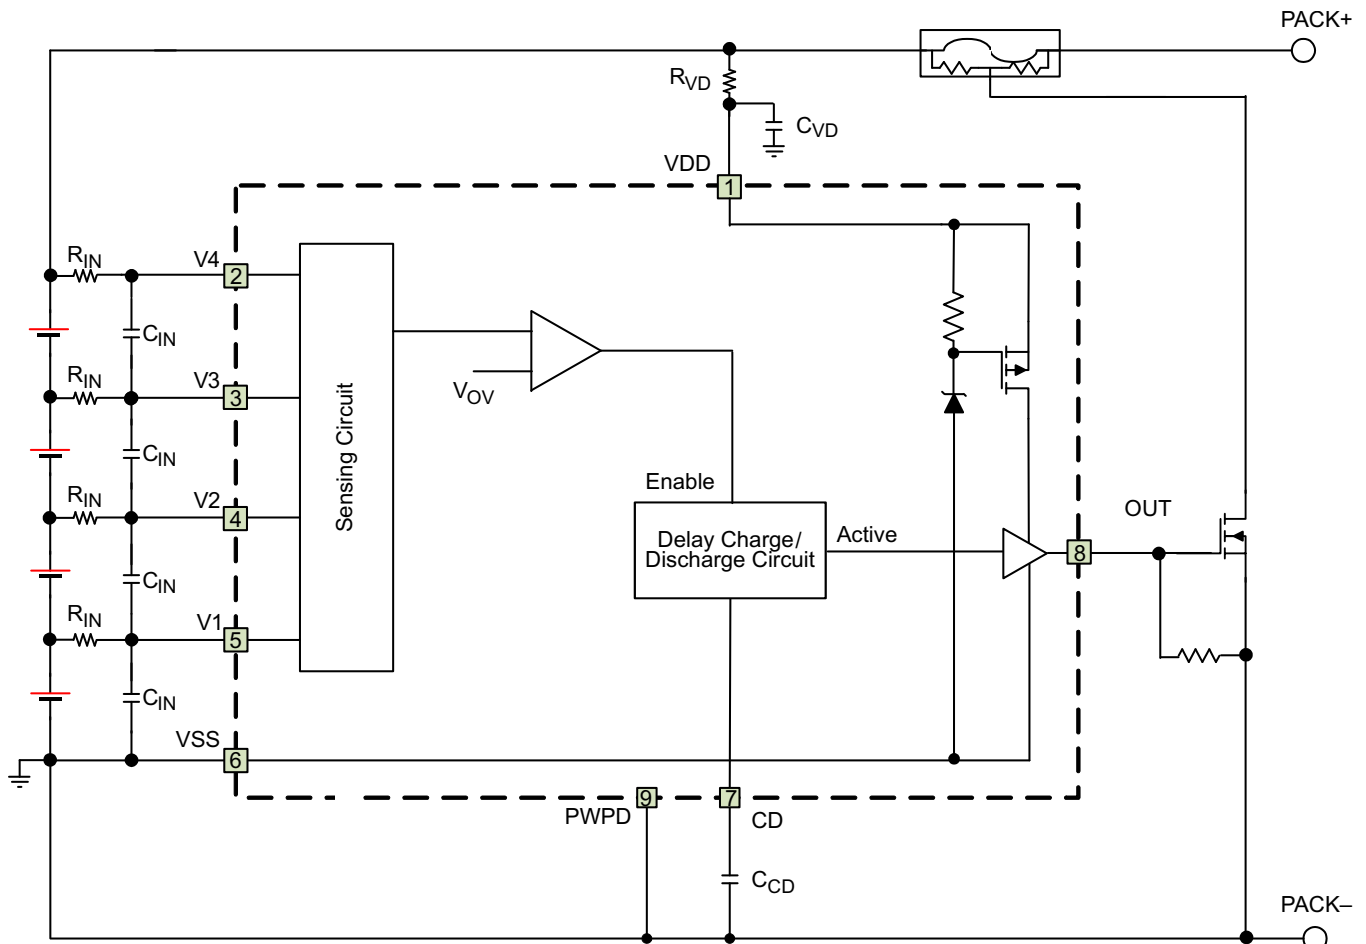 PACK+
RVD
CVD
VDD
1
RIN
V4
2
CIN
RIN
V3
3
VOV
Sensing Circuit
CIN
Enable
RIN
V2
4
OUT
Delay Charge/
Discharge Circuit
Active
8
CIN
RIN
V1
5
CIN
VSS
6
9
7
PWPD
CD
CCD
PACK–